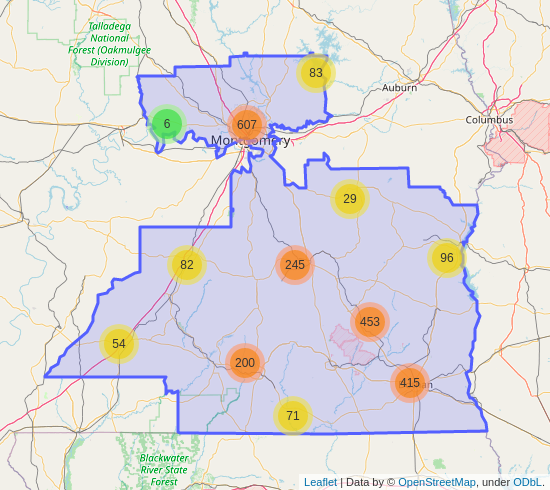 Talladega
National
Forest (Oakmulgee
Division)
83
Auburn
Columbus
6
607
Montgomery
29
96
82
245
453
54
200
415
71
Blackwater
River State
Forest
Leaflet | Data by © OpenStreetMap, under ODbL.